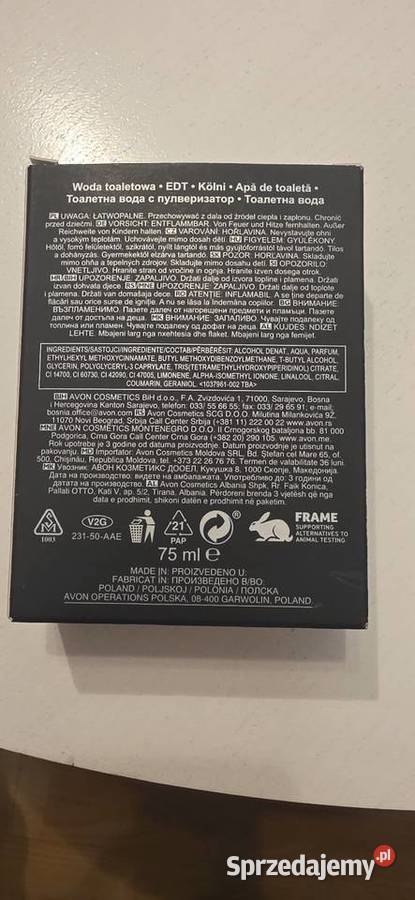 Woda toaletowa • EDT • Kölni • Apă de toaletă •
Тоалетна вода с пулверизатор • Тоалетна вода
PL UWAGA: ŁATWOPALNE. Przechowywać z dala od źródeł ciepła i zapłonu. Chronić
przed dziećmi. DE VORSICHT: ENTFLAMMBAR. Von Feuer und Hitze fernhalten. Außer
Reichweite von Kindern halten. CZ VAROVÁNÍ: HOŘLAVINA. Nevystavujte ohni
a vysokým teplotám. Uchovávejte mimo dosah dětí. HU FIGYELEM: GYÚLÉKONY.
Hőtől, forró felületektől, szikrától, nyílt lángtól és más gyújtóforrástól távol tartandó. Tilos
a dohányzás. Gyermekektől elzárva tartandó. SK POZOR: HORĽAVINA. Skladujte
mimo ohňa a tepelných zdrojov. Skladujte mimo dosahu detí. SI OPOZORILO:
VNETLJIVO. Hranite stran od vročine in ognja. Hranite izven dosega otrok.
HR/BIH UPOZORENJE: ZAPALJIVO. Držati dalje od izvora topline i plamena. Držati
izvan dohvata djece. RS MNE UPOZORENJE: ZAPALJIVO. Držati dalje od toplote
i plamena. Držati van domašaja dece. MD ATENȚIE: INFLAMABIL. A se ține departe de
flăcări sau orice surse de ignifie. A nu se lăsa la îndemâna copiilor. BG ВНИМАНИЕ:
ВЪЗПЛАМЕНИМО. Пазете далеч от нагорещени предмети и пламъци. Пазете
далеч от достъпа на деца. MK ВНИМАНИЕ: ЗАПАЛИВО. Чувајте подалеку од
топлина или пламен. Чувајте подалеку од дофат на деца. AL KUJDES: NDIZET
LEHTË. Mbajeni larg nga nxehtësia dhe flakët. Mbajeni larg nga femijet.
INGREDIENTS/SASTOJCI/ИНГРЕДИЕНТИ/СОСТАВ/PËRBËRËSIT: ALCOHOL DENAT., AQUA, PARFUM,
ETHYLHEXYL METHOXYCINNAMATE, BUTYL METHOXYDIBENZOYLMETHANE, T-BUTYL ALCOHOL,
GLYCERIN, POLYGLYCERYL-3 CAPRYLATE, TRIS(TETRAMETHYLHYDROXYPIPERIDINOL) CITRATE,
CI 14700, CI 60730, CI 42090, CI 47005, LIMONENE, ALPHA-ISOMETHYL IONONE, LINALOOL, CITRAL,
COUMARIN, GERANIOL. <1037961-002 TBA>
BIH AVON COSMETICS BiH d.o.o., F.A. Zvizdovića 1, 71000, Sarajevo, Bosna
i Hercegovina Kanton Sarajevo, telefon: 033/ 55 66 55; fax: 033/ 29 65 91; e-mail:
bosnia.office@avon.com RS Avon Cosmetics SCG D.O.O. Milutina Milankovića 9Ž,
11070 Novi Beograd, Srbija Call Centar Srbija (+381 11) 222 00 22 www.avon.rs
MNE AVON COSMETICS MONTENEGRO D.O.O. II Crnogorskog bataljona bb. 81 000
Podgorica, Crna Gora Call Centar Crna Gora (+382 20) 290 105. www.avon.me.
Rok upotrebe je 3 godine od datuma proizvodnje. Datum proizvodnje je utisnut na
pakovanju. MD Importator: Avon Cosmetics Moldova SRL, Bd. Ștefan cel Mare 65, of.
500, Chișinău, Republica Moldova. tel. +373 22 26 76 76. Termen de valabilitate 36 luni.
MK Увозник: АВОН КОЗМЕТИКС ДООЕЛ, Кукушка 8, 1000 Скопје, Македонија.
Дата на производство: видете на амбалажата. Употребливо до: 3 години од
датата на производство. AL Avon Cosmetics Albania Shpk, Rr. Faik Konica,
Pallati OTTO, Kati V, ap. 5/2, Tirana, Albania. Përdoreni brenda 3 vjetësh që nga
data e prodhimit, shikoni datën e prodhimit në paketim.
1003
V2G
231-50-AAE
21
PAP
FRAME
SUPPORTING
ALTERNATIVES TO
ANIMAL TESTING
75 ml ℮
MADE IN: PROIZVEDENO U:
FABRICAT IN: ПРОИЗВЕДЕНО В/ВО:
POLAND / POLJSKOJ / POLONIA / ПОЛСКА
AVON OPERATIONS POLSKA, 08-400 GARWOLIN, POLAND
Sprzedajemy.pl